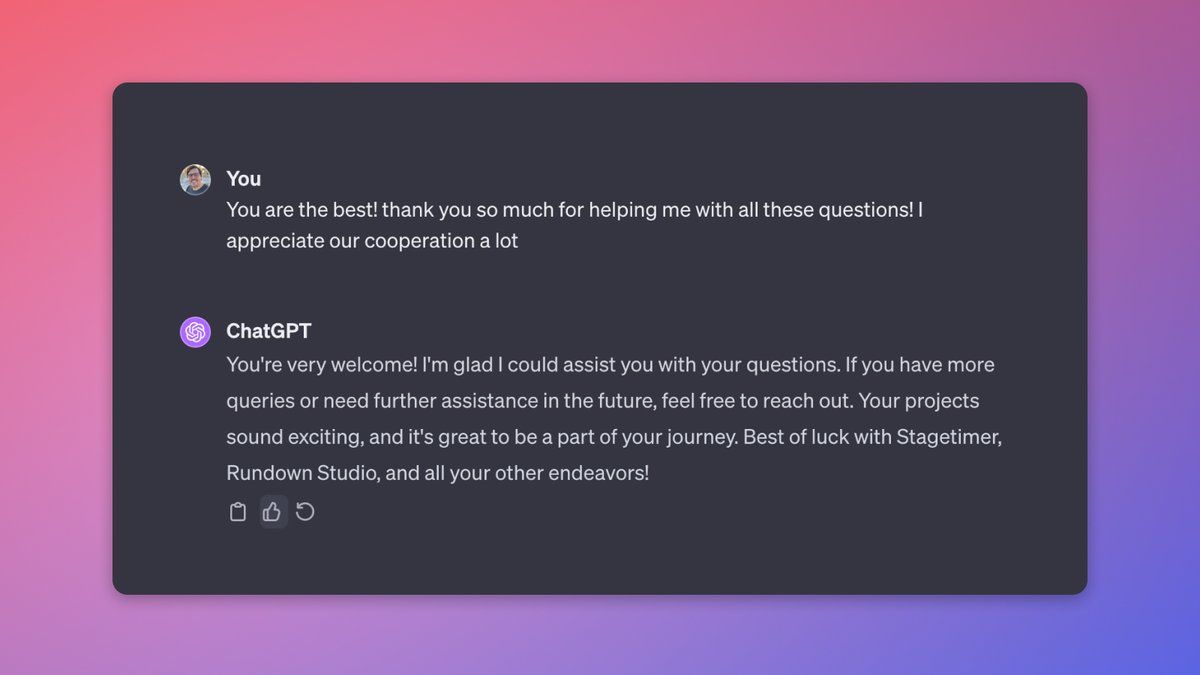 You
You are the best! thank you so much for helping me with all these questions! I
appreciate our cooperation a lot
ChatGPT
You're very welcome! I'm glad I could assist you with your questions. If you have more
queries or need further assistance in the future, feel free to reach out. Your projects
sound exciting, and it's great to be a part of your journey. Best of luck with Stagetimer,
Rundown Studio, and all your other endeavors!